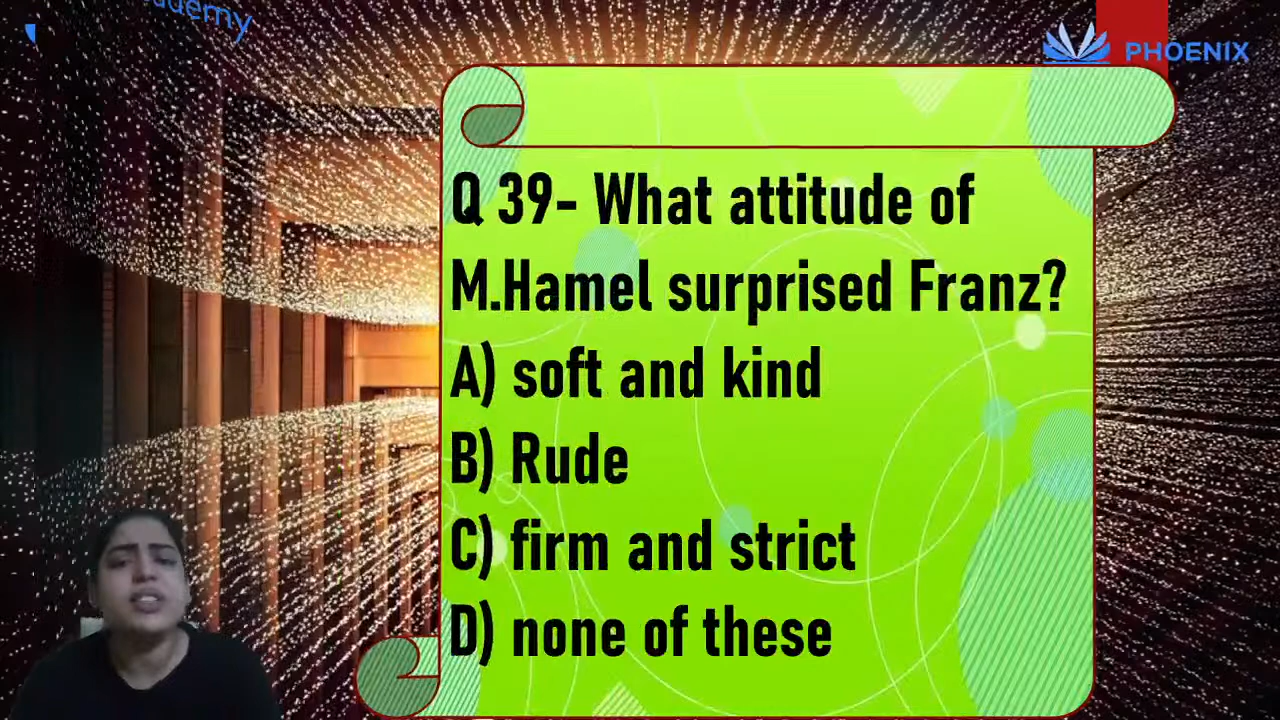 PHOENIX
Q 39- What attitude of
M.Hamel surprised Franz?
A) soft and kind
B) Rude
C) firm and strict
D) none of these